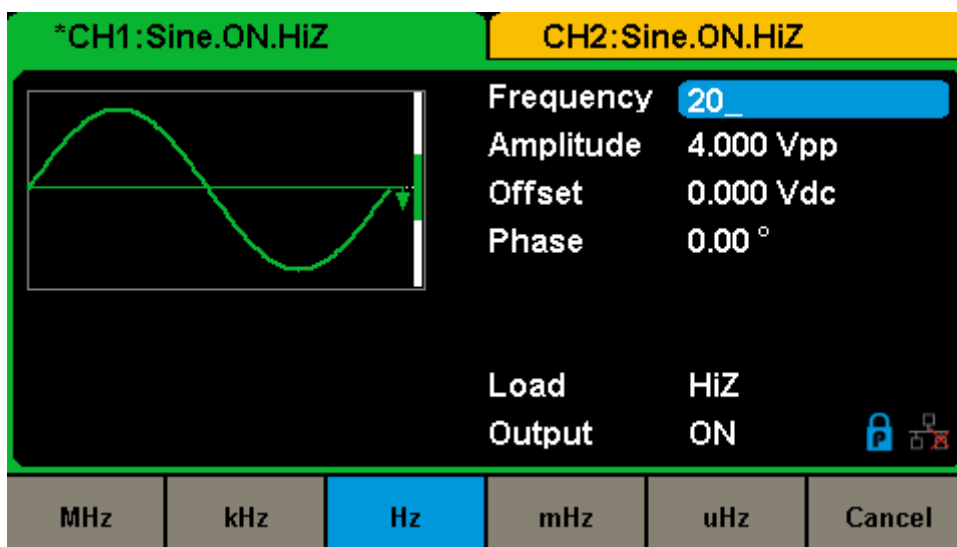 *CH1:Sine.ON.HiZ CH2:Sine.ON.HiZ
Frequency 20_
Amplitude 4.000 Vpp
Offset 0.000 Vdc
Phase 0.00 °
Load HiZ
Output ON P
MHz kHz Hz mHz uHz Cancel